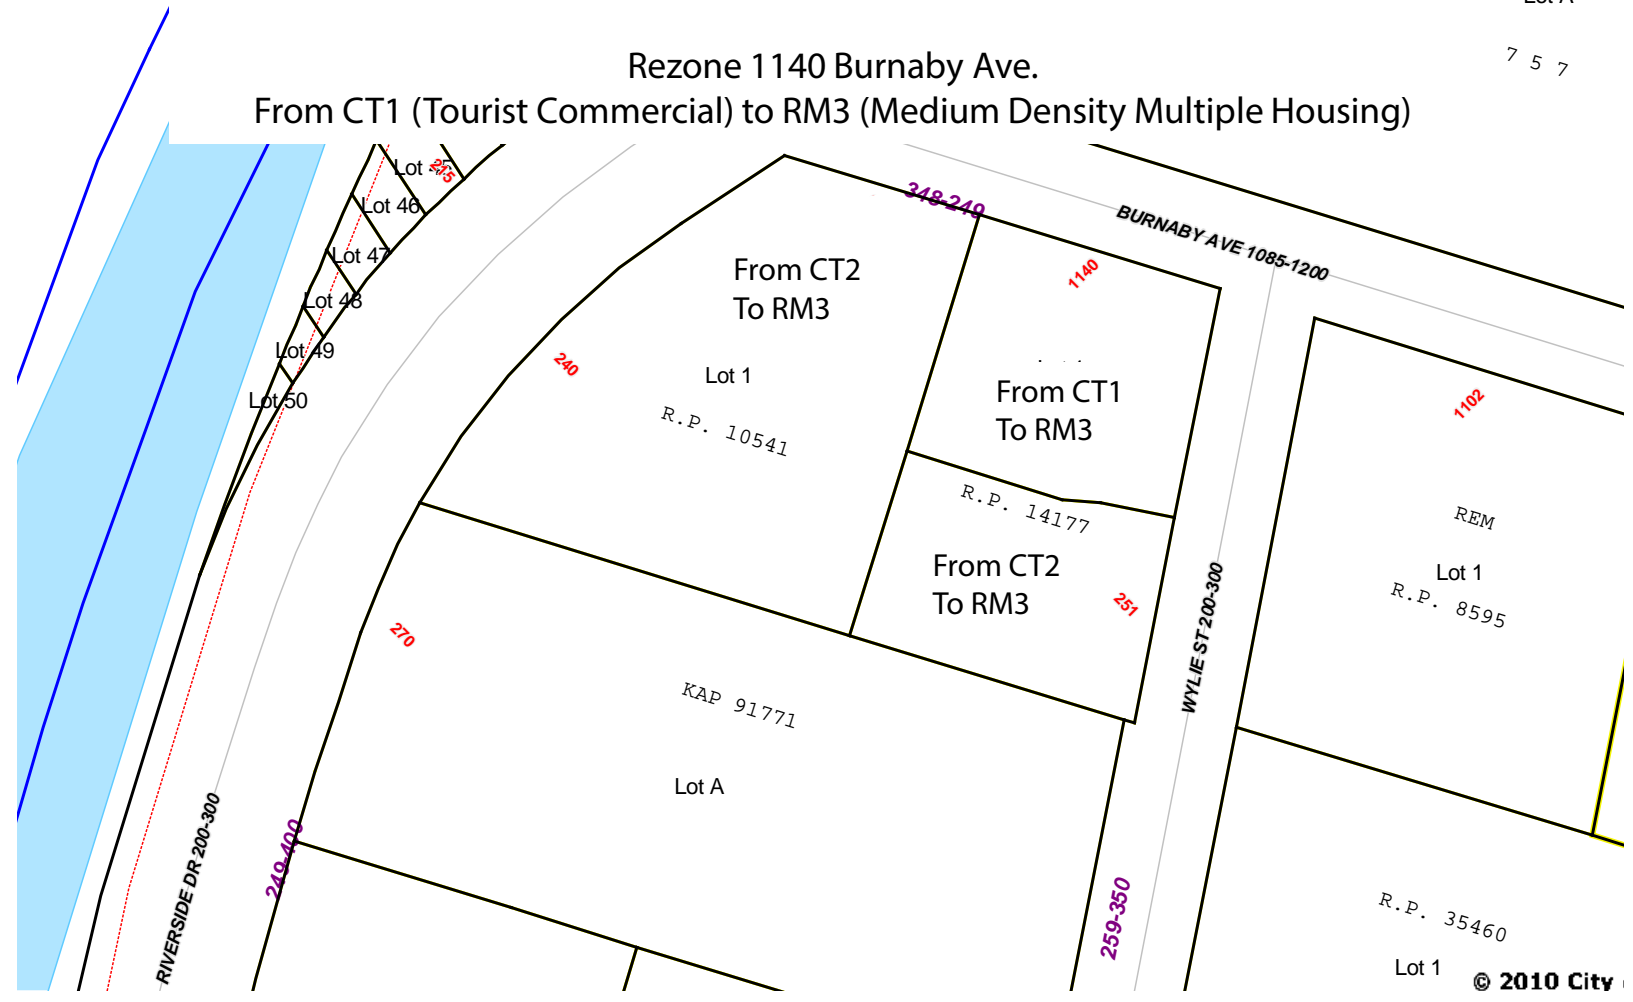 Lot A
7 5 7
Rezone 1140 Burnaby Ave.
From CT1 (Tourist Commercial) to RM3 (Medium Density Multiple Housing)
Lot
215
Lot 46
Lot 47
Lot 48
Lot 49
Lot 50
348-249
BURNABY AVE 1085-1200
From CT2
To RM3
1140
240
Lot 1
R.P. 10541
From CT1
To RM3
1102
R.P. 14177
From CT2
To RM3
251
REM
Lot 1
R.P. 8595
WYLIE ST 200-300
270
KAP 91771
Lot A
RIVERSIDE DR 200-300
249-400
259-350
R.P. 35460
Lot 1
© 2010 City